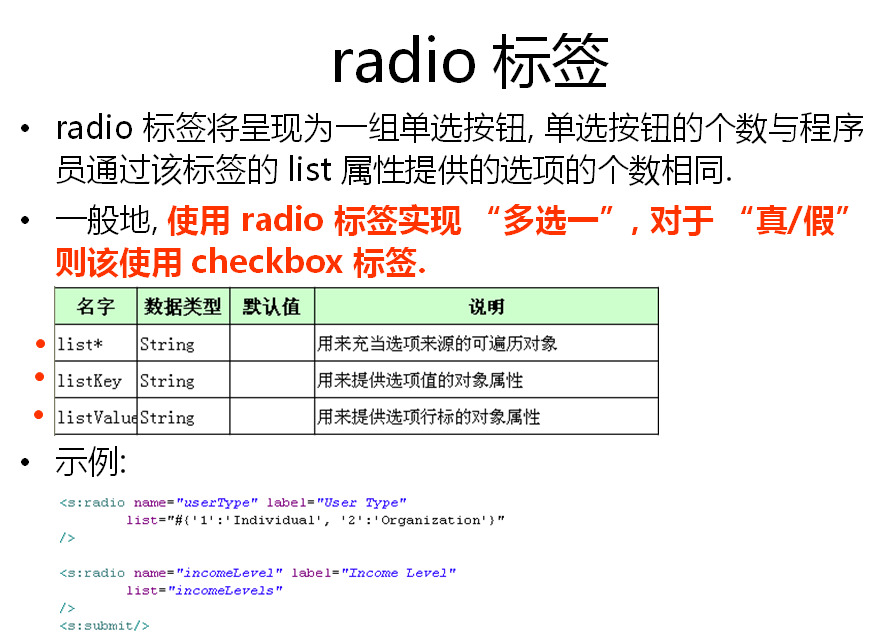 radio 标签
• radio 标签将呈现为一组单选按钮, 单选按钮的个数与程序
员通过该标签的 list 属性提供的选项的个数相同.
• 一般地, 使用 radio 标签实现 “多选一” , 对于 “真/假”
则该使用 checkbox 标签.
名字 数据类型 默认值 说明
• list* String 用来充当选项来源的可遍历对象
• listKey String 用来提供选项值的对象属性
• listValue String 用来提供选项行标的对象属性
• 示例:
<s:radio name="userType" label="User Type"
list="#{'1':'Individual', '2':'Organization'}"
/>
<s:radio name="incomeLevel" label="Income Level"
list="incomeLevels"
/>
<s:submit/>